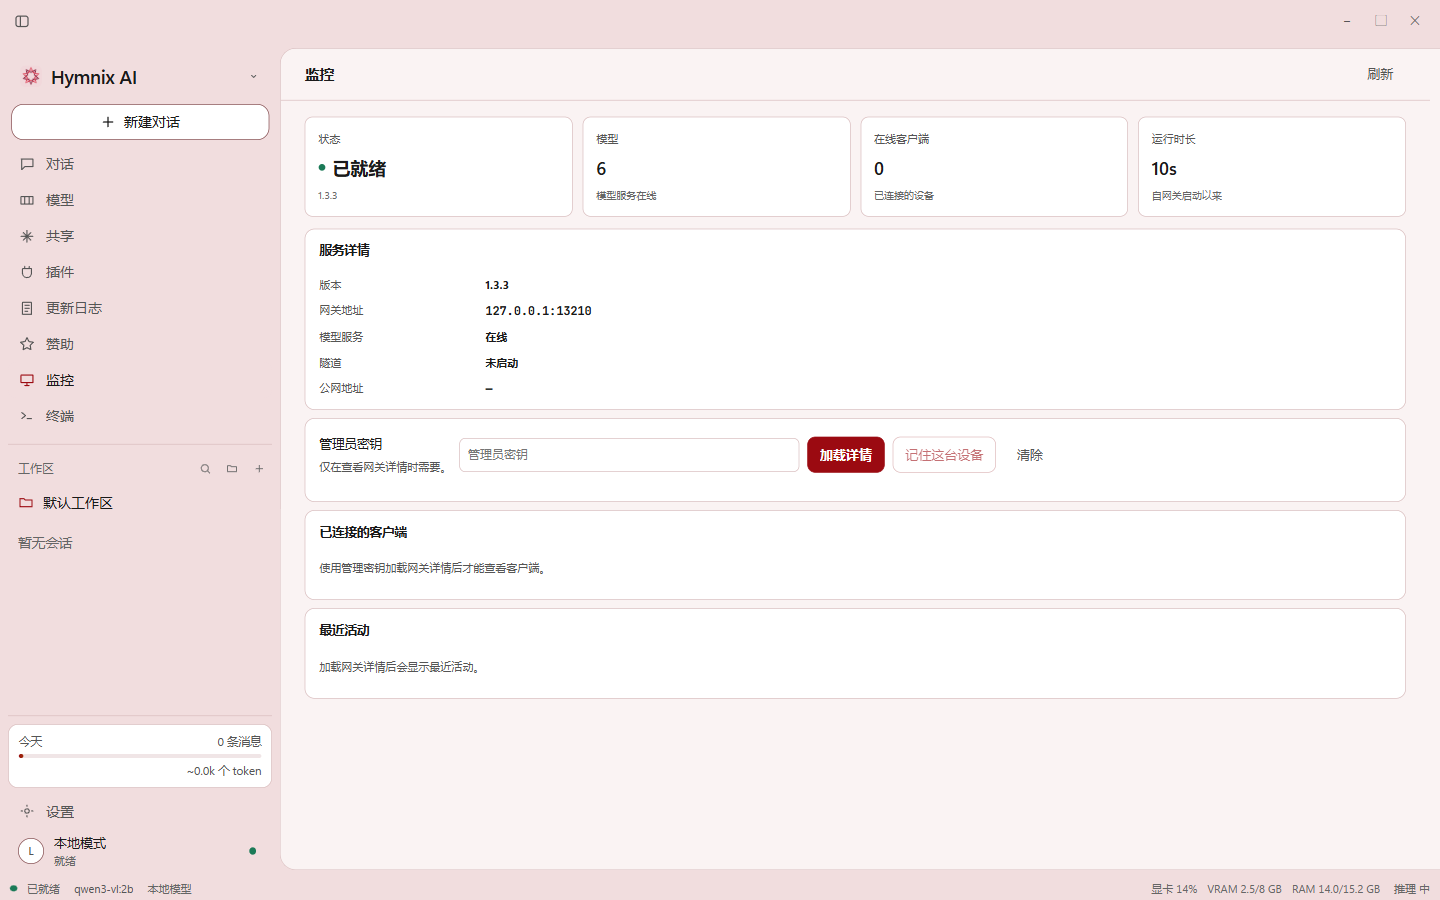 Hymnix AI
新建对话
对话
模型
共享
插件
更新日志
赞助
监控
终端
工作区
默认工作区
暂无会话
今天 0 条消息
~0.0k 个 token
设置
L
本地模式
就绪
监控 刷新
状态
已就绪
1.3.3
模型
6
模型服务在线
在线客户端
0
已连接的设备
运行时长
10s
自网关启动以来
服务详情
版本 1.3.3
网关地址 127.0.0.1:13210
模型服务 在线
隧道 未启动
公网地址 —
管理员密钥
仅在查看网关详情时需要。
管理员密钥 加载详情 记住这台设备 清除
已连接的客户端
使用管理密钥加载网关详情后才能查看客户端。
最近活动
加载网关详情后会显示最近活动。
已就绪 qwen3-vl:2b 本地模型 显卡 14% VRAM 2.5/8 GB RAM 14.0/15.2 GB 推理 中